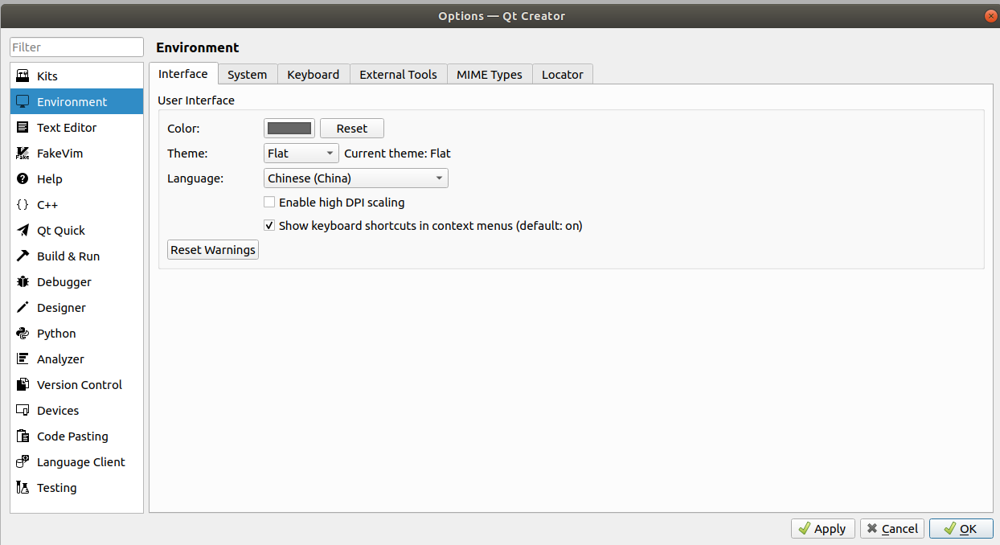 Options — Qt Creator
Filter
Kits
Environment
Text Editor
FakeVim
Help
C++
Qt Quick
Build & Run
Debugger
Designer
Python
Analyzer
Version Control
Devices
Code Pasting
Language Client
Testing
Environment
Interface System Keyboard External Tools MIME Types Locator
User Interface
Color: Reset
Theme: Flat Current theme: Flat
Language: Chinese (China)
Enable high DPI scaling
Show keyboard shortcuts in context menus (default: on)
Reset Warnings
Apply Cancel OK